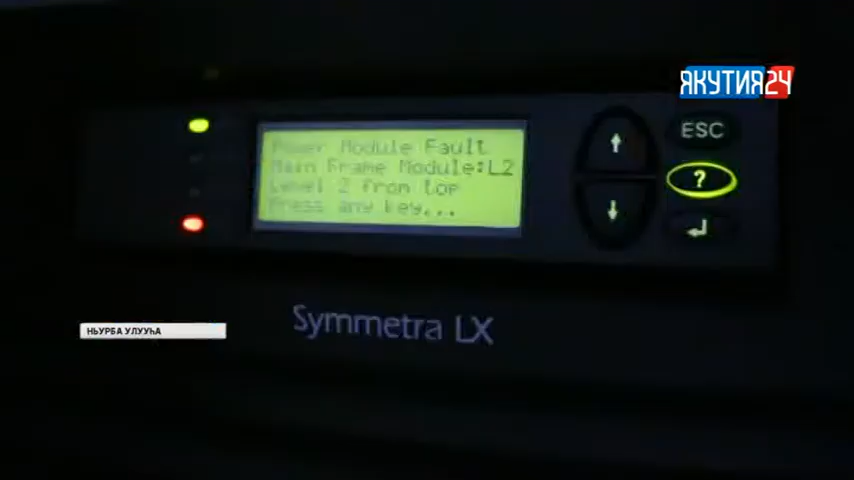 ЯКУТИЯ24
Power Module Fault
Main Frame Module:L2
Level 2 from top
Press any key...
ESC
?
Symmetra LX
НЬУРБА УЛУУҺА